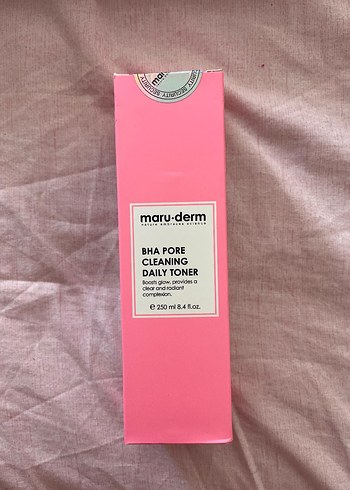 SECURITY
maru·derm
nature embraces science
BHA PORE
CLEANING
DAILY TONER
Boosts glow, provides a
clear and radiant
complexion.
℮ 250 ml 8.4 fl.oz.